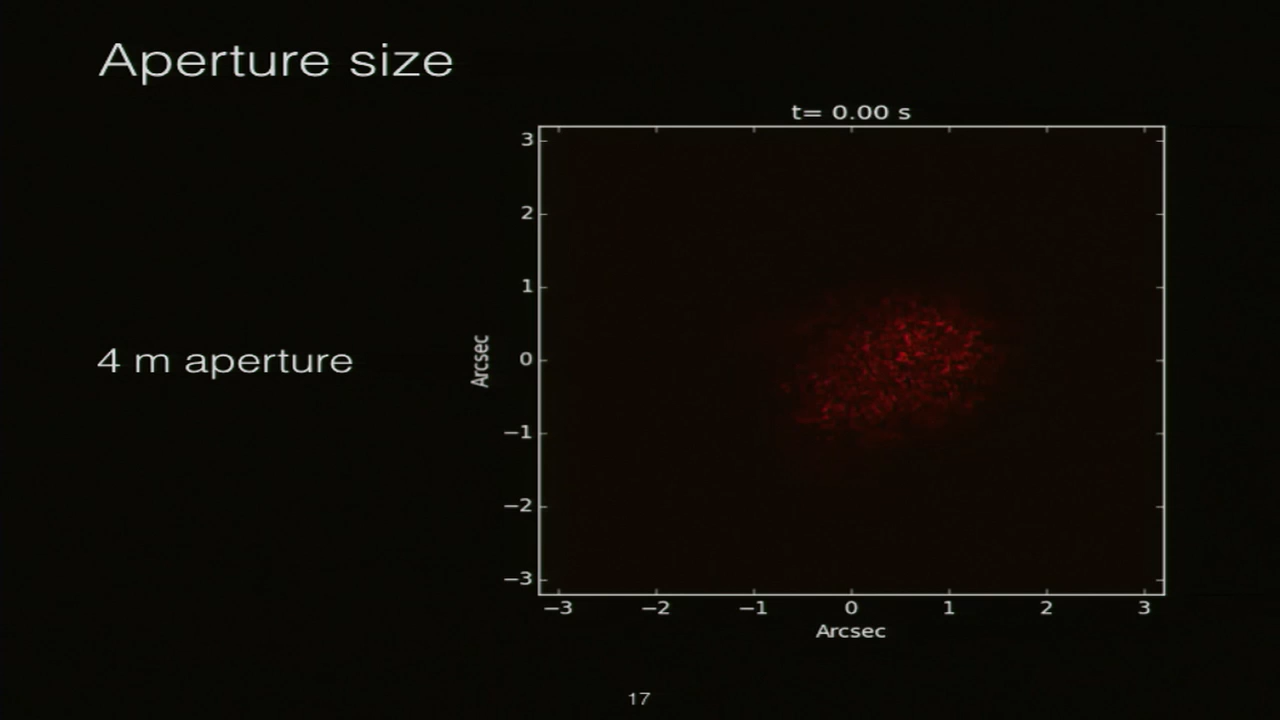 Aperture size
t= 0.00 s
3
2
1
0
−1
−2
−3
Arcsec
4 m aperture
−3 −2 −1 0 1 2 3
Arcsec
17